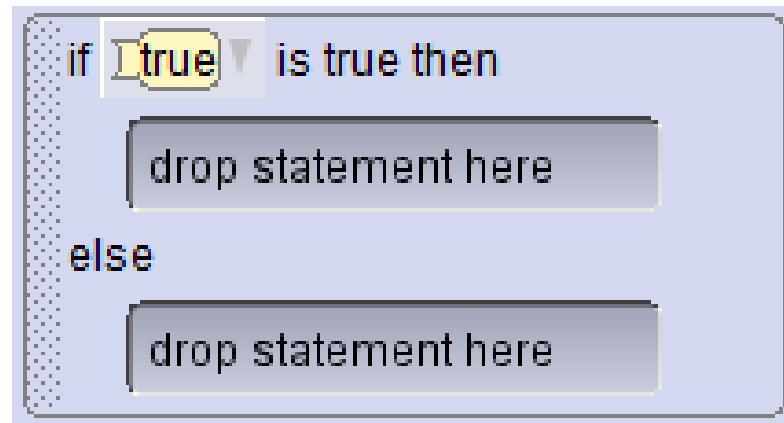 if true is true then
drop statement here
else
drop statement here